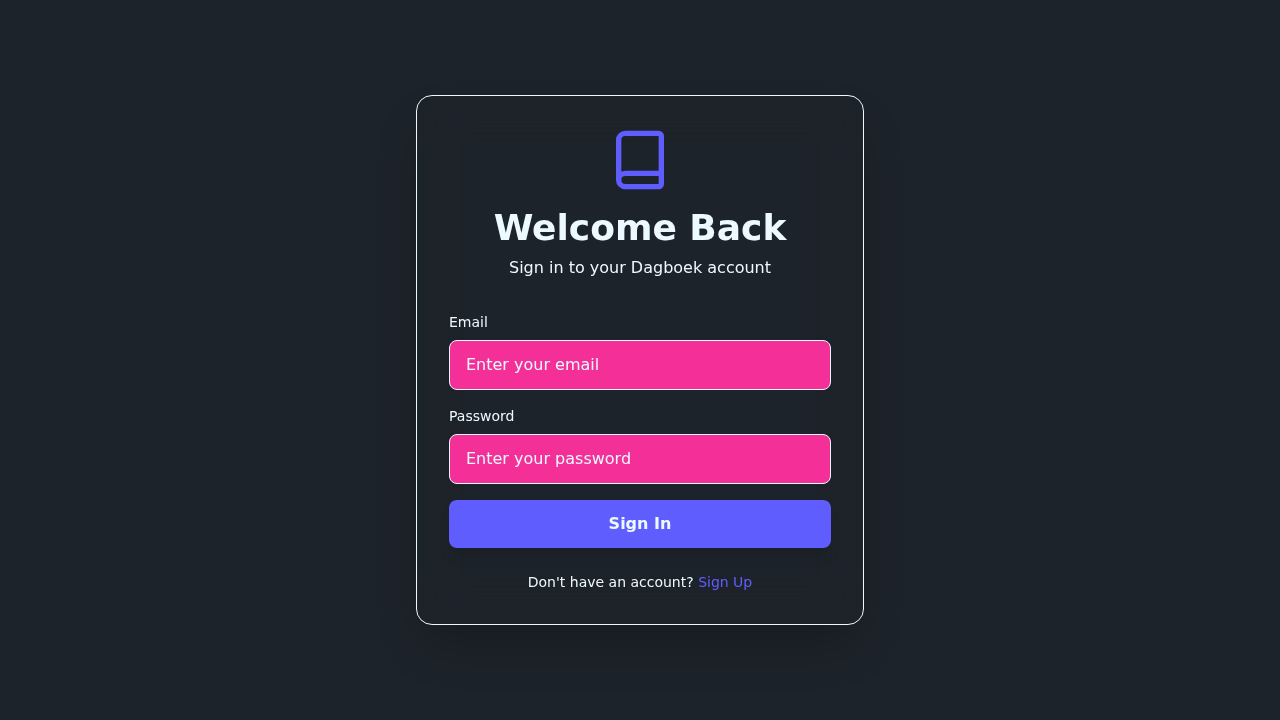 Welcome Back
Sign in to your Dagboek account
Email
Enter your email
Password
Enter your password
Sign In
Don't have an account? Sign Up